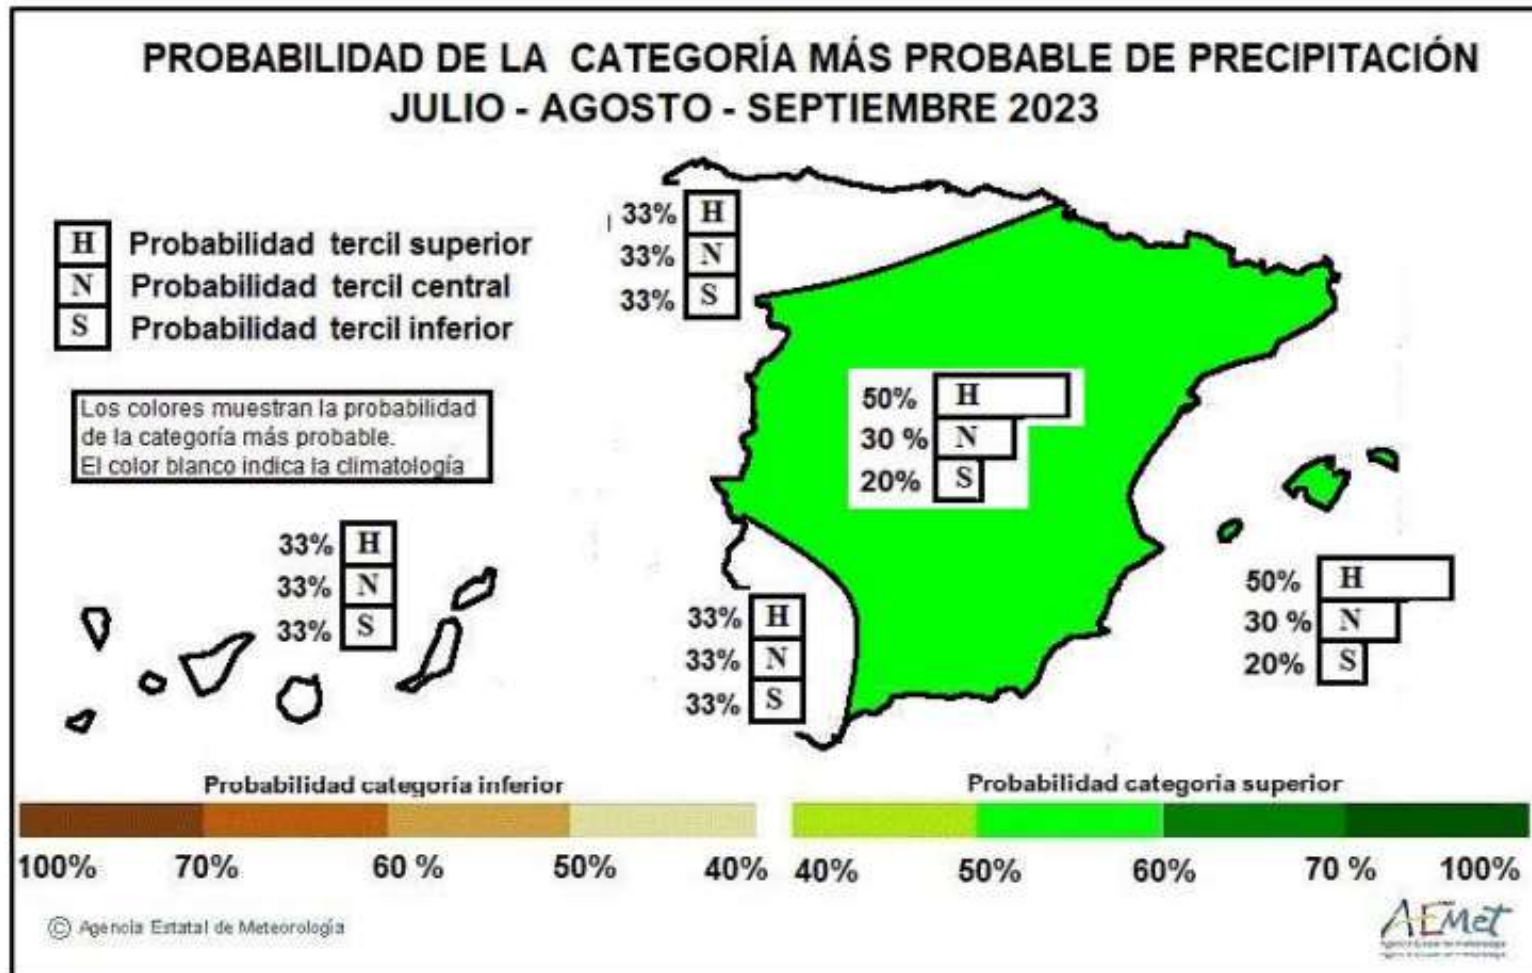 PROBABILIDAD DE LA CATEGORÍA MÁS PROBABLE DE PRECIPITACIÓN
JULIO - AGOSTO - SEPTIEMBRE 2023
H Probabilidad tercil superior
N Probabilidad tercil central
S Probabilidad tercil inferior
Los colores muestran la probabilidad
de la categoría más probable.
El color blanco indica la climatología
33% H
33% N
33% S
50% H
30 % N
20% S
33% H
33% N
33% S
33% H
33% N
33% S
50% H
30 % N
20% S
Probabilidad categoría inferior
100% 70% 60 % 50% 40%
Probabilidad categoría superior
40% 50% 60% 70 % 100%
© Agencia Estatal de Meteorología
AEMet